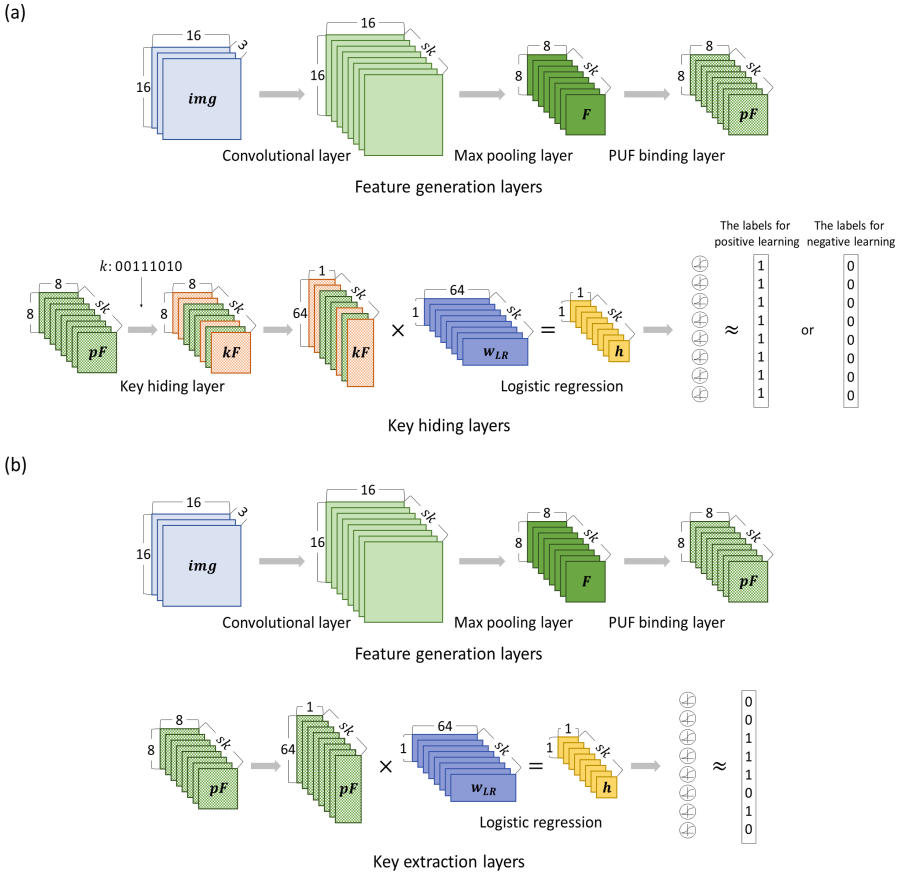 (a)
16
3
16
img
16
16
sk
8
8
sk
F
8
8
sk
pF
Convolutional layer
Max pooling layer
PUF binding layer
Feature generation layers
The labels for
positive learning
The labels for
negative learning
k: 00111010
8
8
sk
pF
8
8
sk
kF
1
64
sk
kF
×
64
1
sk
w_LR
=
1
1
sk
h
≈
1
1
1
1
1
1
1
1
or
0
0
0
0
0
0
0
0
Key hiding layer
Logistic regression
Key hiding layers
(b)
16
3
16
img
16
16
sk
8
8
sk
F
8
8
sk
pF
Convolutional layer
Max pooling layer
PUF binding layer
Feature generation layers
8
8
sk
pF
1
64
sk
pF
×
64
1
sk
w_LR
=
1
1
sk
h
≈
0
0
1
1
1
0
1
0
Logistic regression
Key extraction layers